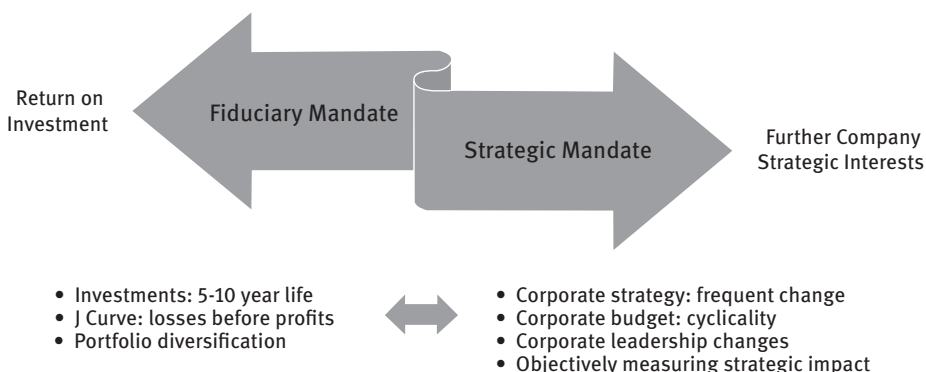 Return on
Investment
Fiduciary Mandate
Strategic Mandate
Further Company
Strategic Interests
• Investments: 5-10 year life
• J Curve: losses before profits
• Portfolio diversification
• Corporate strategy: frequent change
• Corporate budget: cyclicality
• Corporate leadership changes
• Objectively measuring strategic impact